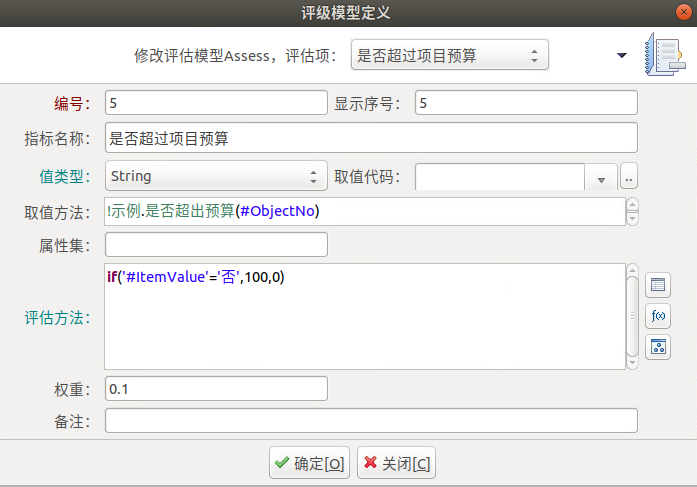 评级模型定义
修改评估模型Assess，评估项： 是否超过项目预算
编号： 5 显示序号： 5
指标名称： 是否超过项目预算
值类型： String 取值代码： ..
取值方法： !示例.是否超出预算(#ObjectNo)
属性集：
if('#ItemValue'='否',100,0)
评估方法： f(x)
权重： 0.1
备注：
确定[O] 关闭[C]